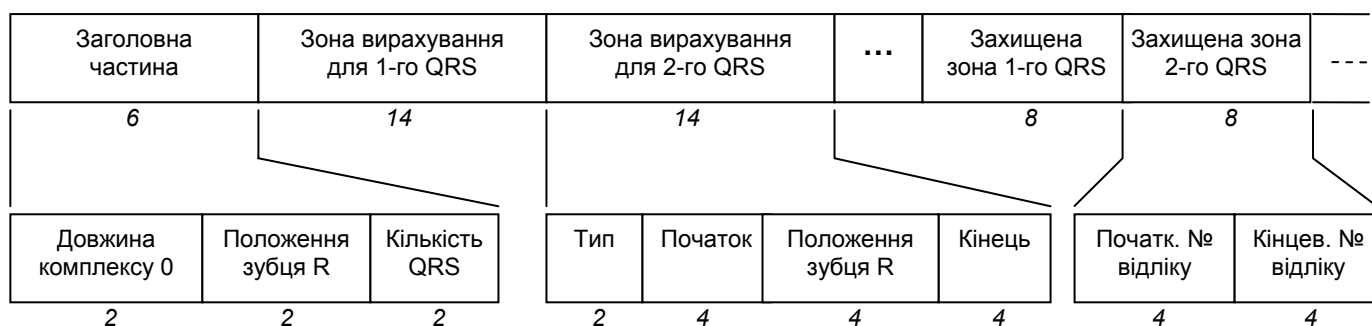 Заголовна
частина
Зона вирахування
для 1-го QRS
Зона вирахування
для 2-го QRS
...
Захищена
зона 1-го QRS
Захищена зона
2-го QRS
---
6
14
14
8
8
Довжина
комплексу 0
Положення
зубця R
Кількість
QRS
Тип
Початок
Положення
зубця R
Кінець
Початк. №
відліку
Кінцев. №
відліку
2
2
2
2
4
4
4
4
4